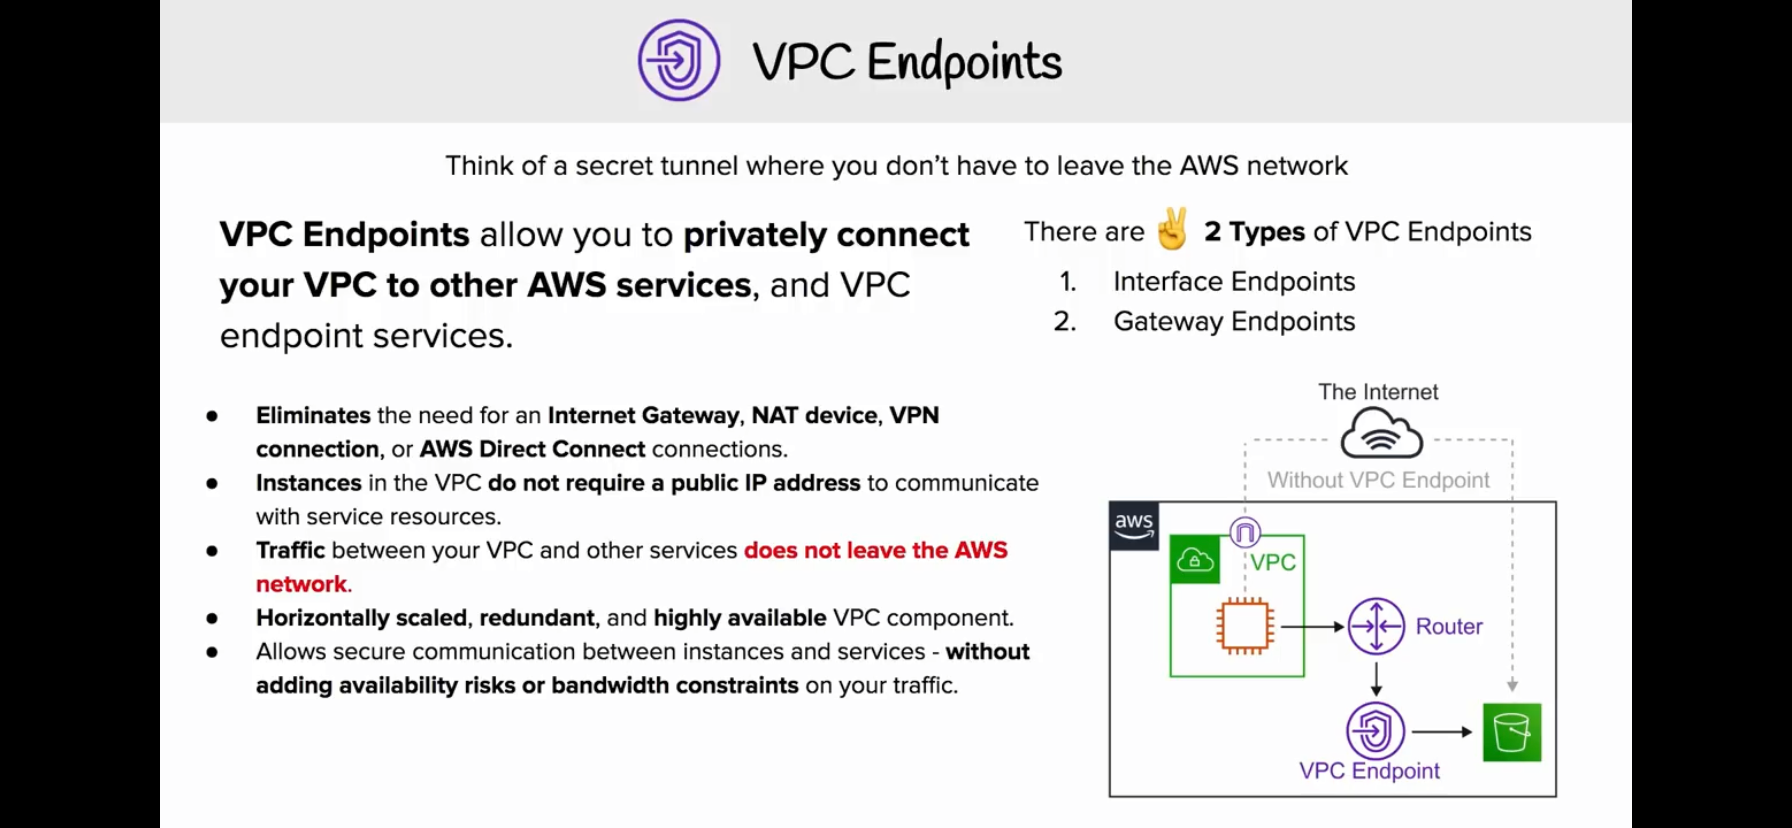 VPC Endpoints
Think of a secret tunnel where you don’t have to leave the AWS network
VPC Endpoints allow you to privately connect
your VPC to other AWS services, and VPC
endpoint services.
There are ✌️ 2 Types of VPC Endpoints
1. Interface Endpoints
2. Gateway Endpoints
● Eliminates the need for an Internet Gateway, NAT device, VPN
connection, or AWS Direct Connect connections.
● Instances in the VPC do not require a public IP address to communicate
with service resources.
● Traffic between your VPC and other services does not leave the AWS
network.
● Horizontally scaled, redundant, and highly available VPC component.
● Allows secure communication between instances and services - without
adding availability risks or bandwidth constraints on your traffic.
The Internet
Without VPC Endpoint
aws
VPC
Router
VPC Endpoint